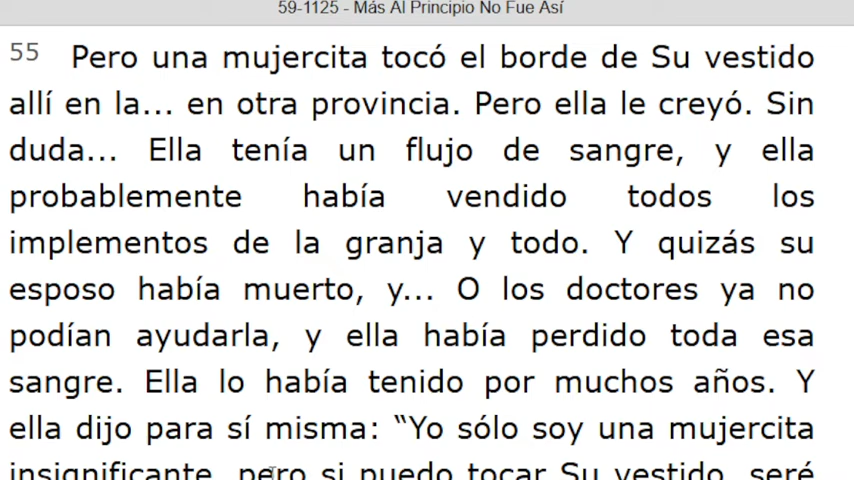 59-1125 - Más Al Principio No Fue Así
55 Pero una mujercita tocó el borde de Su vestido
allí en la... en otra provincia. Pero ella le creyó. Sin
duda... Ella tenía un flujo de sangre, y ella
probablemente había vendido todos los
implementos de la granja y todo. Y quizás su
esposo había muerto, y... O los doctores ya no
podían ayudarla, y ella había perdido toda esa
sangre. Ella lo había tenido por muchos años. Y
ella dijo para sí misma: “Yo sólo soy una mujercita
insignificante, pero si puedo tocar Su vestido, seré